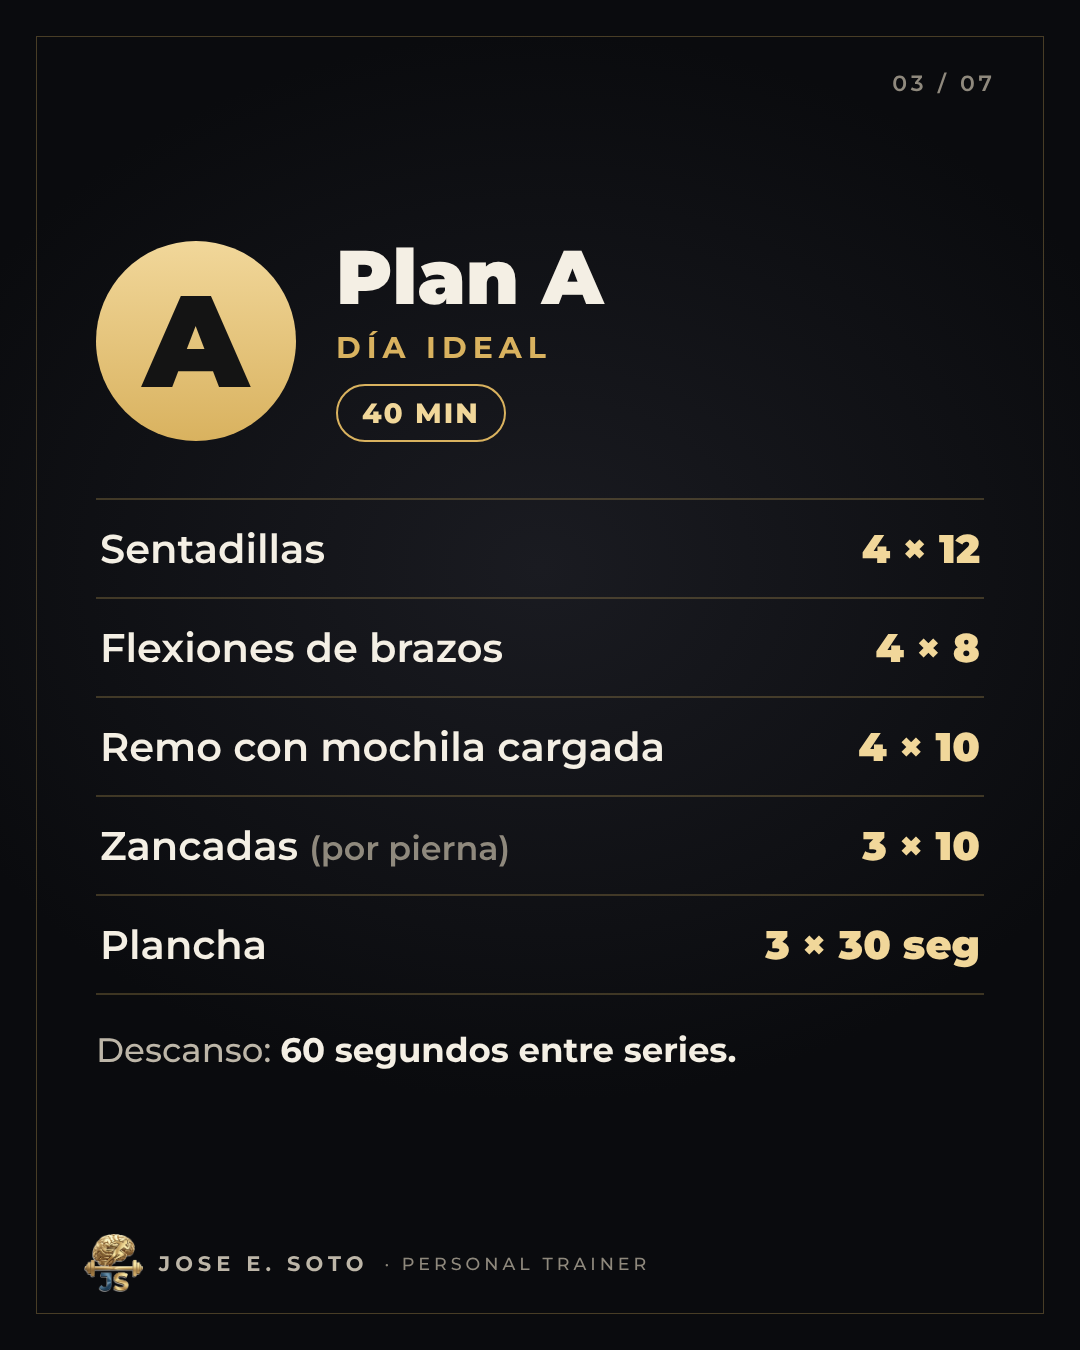 03 / 07
A
Plan A
DÍA IDEAL
40 MIN
Sentadillas 4 × 12
Flexiones de brazos 4 × 8
Remo con mochila cargada 4 × 10
Zancadas (por pierna) 3 × 10
Plancha 3 × 30 seg
Descanso: 60 segundos entre series.
JS
JOSE E. SOTO · PERSONAL TRAINER